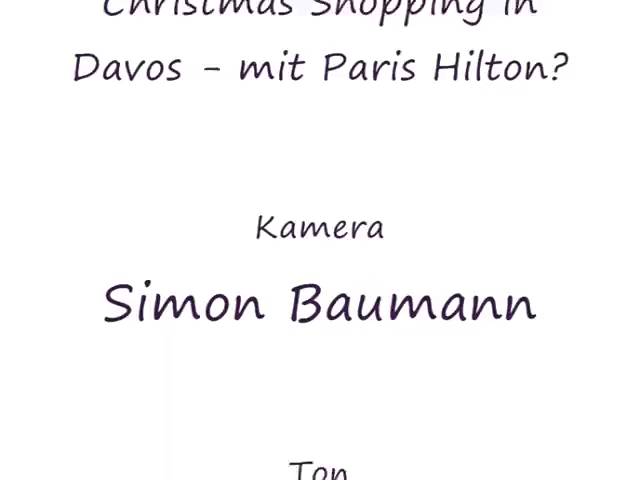 Christmas Shopping in
Davos - mit Paris Hilton?
Kamera
Simon Baumann
Ton